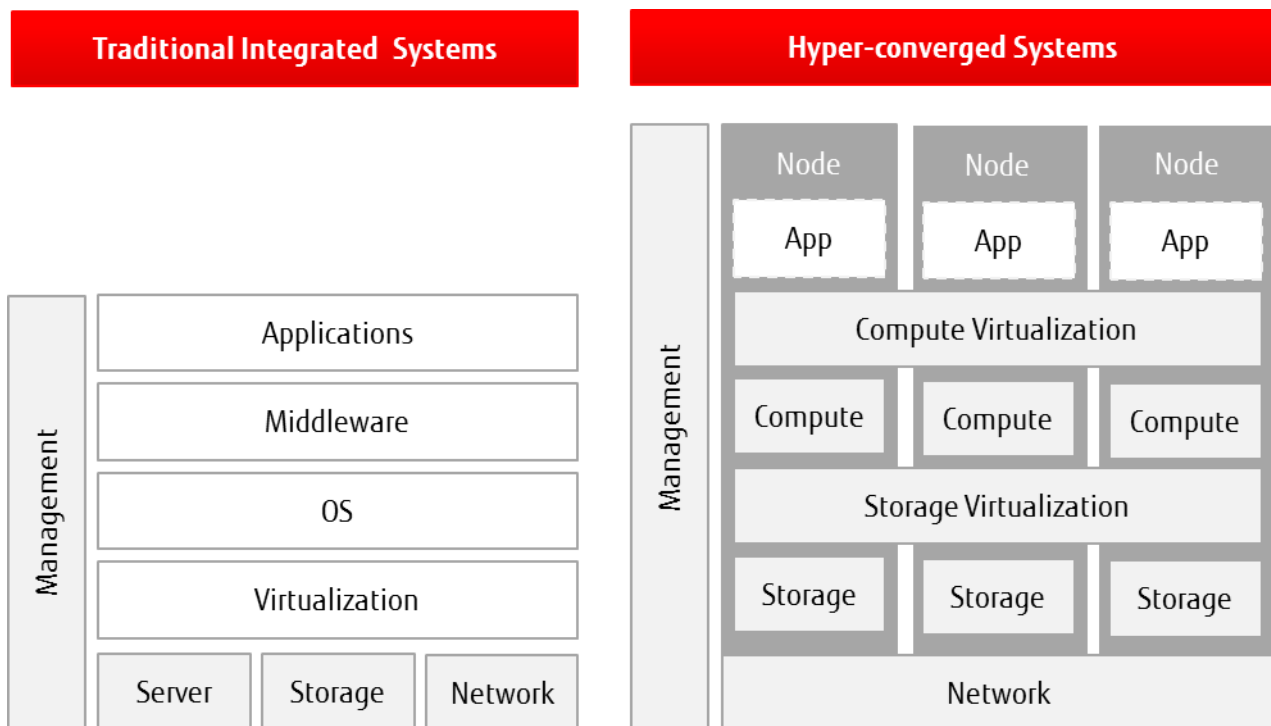 Traditional Integrated Systems
Management
Applications
Middleware
OS
Virtualization
Server
Storage
Network
Hyper-converged Systems
Management
Node
Node
Node
App
App
App
Compute Virtualization
Compute
Compute
Compute
Storage Virtualization
Storage
Storage
Storage
Network